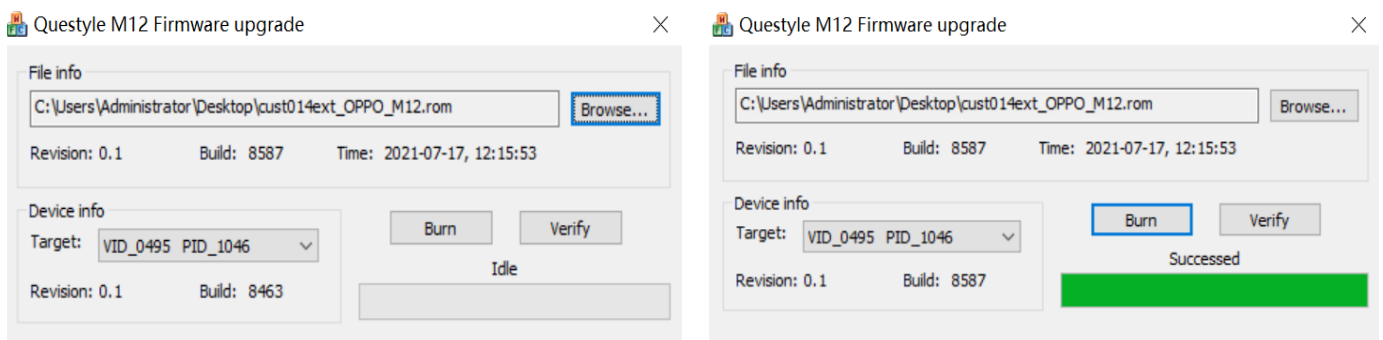 Questyle M12 Firmware upgrade
File info
C:\Users\Administrator\Desktop\cust014ext_OPPO_M12.rom
Browse...
Revision: 0.1 Build: 8587 Time: 2021-07-17, 12:15:53
Device info
Target: VID_0495 PID_1046
Burn
Verify
Idle
Revision: 0.1 Build: 8463
Questyle M12 Firmware upgrade
File info
C:\Users\Administrator\Desktop\cust014ext_OPPO_M12.rom
Browse...
Revision: 0.1 Build: 8587 Time: 2021-07-17, 12:15:53
Device info
Target: VID_0495 PID_1046
Burn
Verify
Successed
Revision: 0.1 Build: 8587